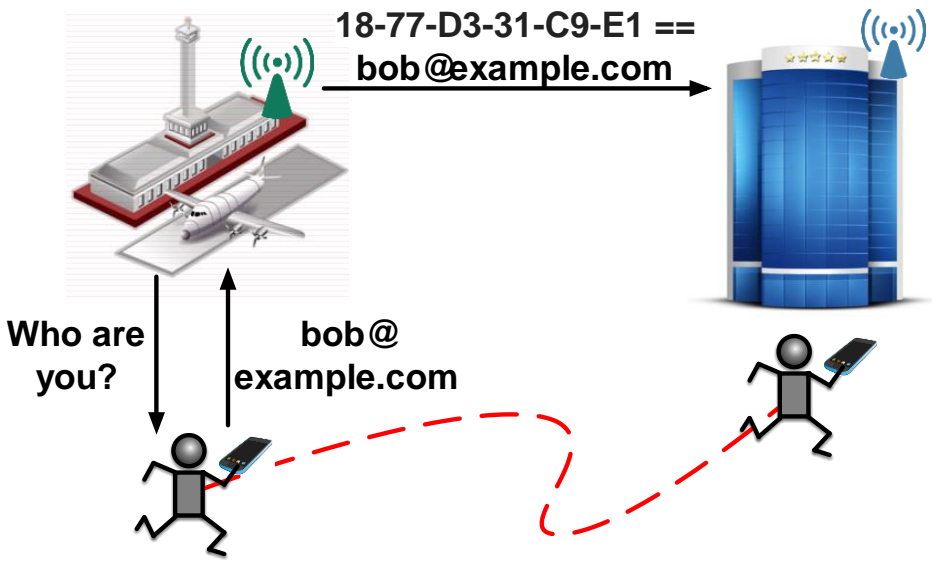 18-77-D3-31-C9-E1 ==
bob@example.com
Who are
you?
bob@
example.com